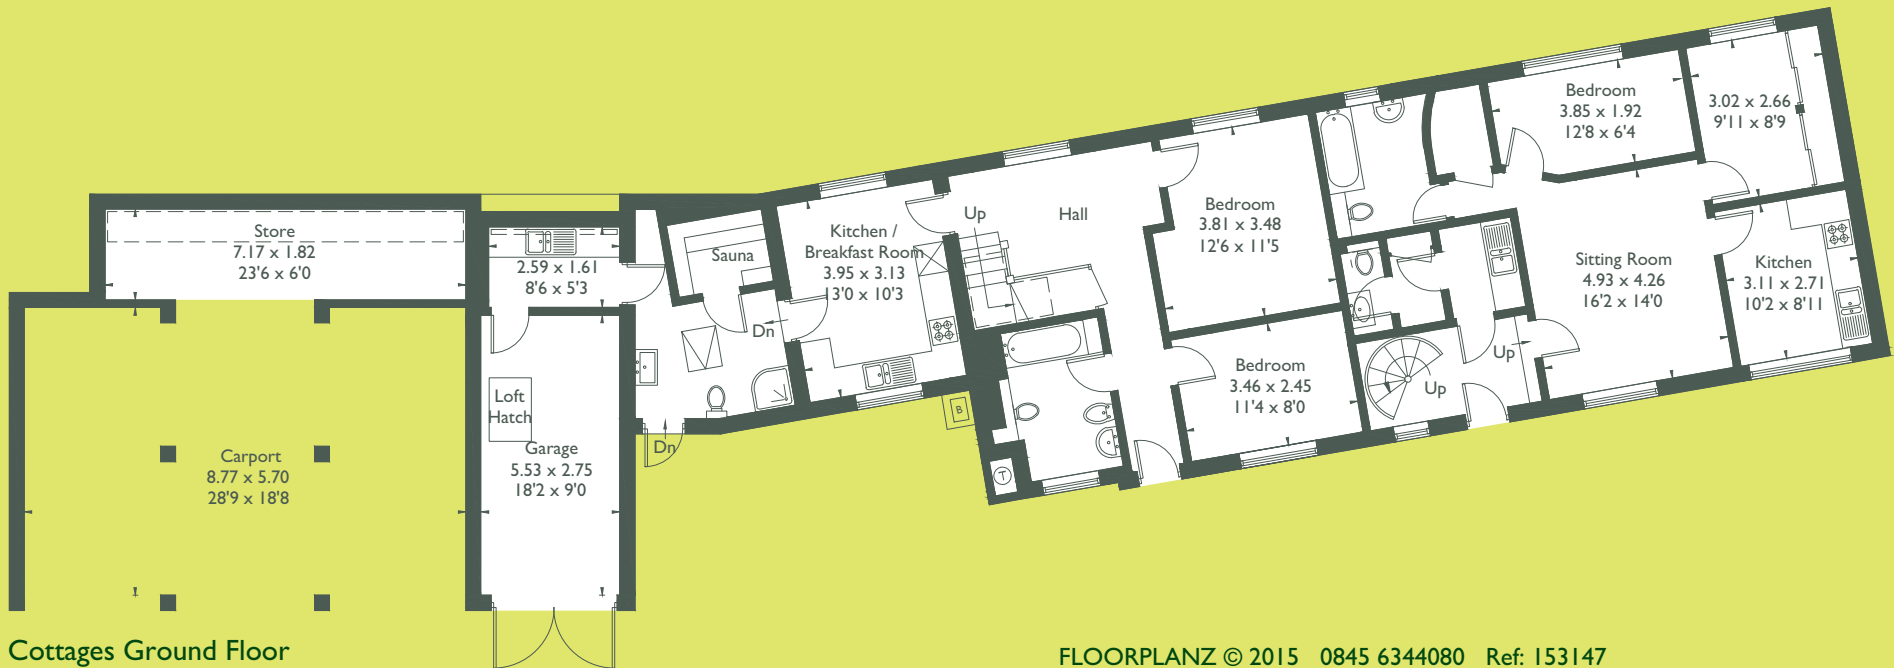 Store
7.17 x 1.82
23'6 x 6'0
2.59 x 1.61
8'6 x 5'3
Sauna
Kitchen /
Breakfast Room
3.95 x 3.13
13'0 x 10'3
Up
Hall
Bedroom
3.81 x 3.48
12'6 x 11'5
Bedroom
3.85 x 1.92
12'8 x 6'4
3.02 x 2.66
9'11 x 8'9
Sitting Room
4.93 x 4.26
16'2 x 14'0
Kitchen
3.11 x 2.71
10'2 x 8'11
Dn
Bedroom
3.46 x 2.45
11'4 x 8'0
Up
Up
Loft
Hatch
B
Dn
Carport
8.77 x 5.70
28'9 x 18'8
Garage
5.53 x 2.75
18'2 x 9'0
T
Cottages Ground Floor
FLOORPLANZ © 2015 0845 6344080 Ref: 153147